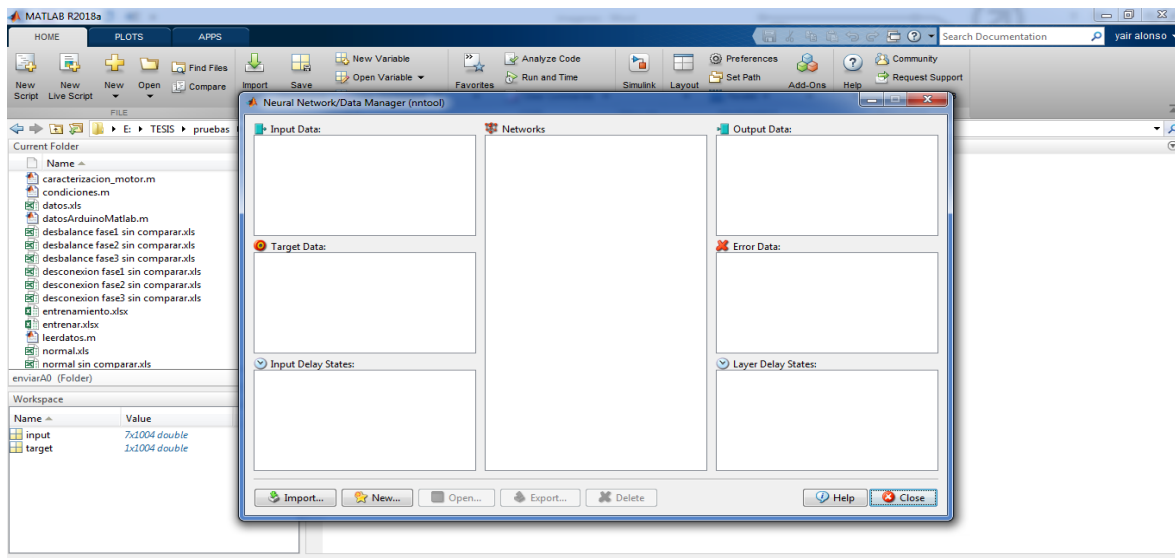 MATLAB R2018a
HOME PLOTS APPS
Search Documentation
yair alonso
New Script
New Live Script
New
Open
Find Files
Compare
Import
Save
New Variable
Open Variable
Favorites
Analyze Code
Run and Time
Simulink
Layout
Preferences
Set Path
Add-Ons
Help
Community
Request Support
FILE
E: TESIS pruebas
Current Folder
Name
caracterizacion_motor.m
condiciones.m
datos.xls
datosArduinoMatlab.m
desbalance fase1 sin comparar.xls
desbalance fase2 sin comparar.xls
desbalance fase3 sin comparar.xls
desconexion fase1 sin comparar.xls
desconexion fase2 sin comparar.xls
desconexion fase3 sin comparar.xls
entrenamiento.xlsx
entrenar.xlsx
leerdatos.m
normal.xls
normal sin comparar.xls
enviarA0 (Folder)
Workspace
Name Value
input 7x1004 double
target 1x1004 double
Neural Network/Data Manager (nntool)
Input Data:
Networks
Output Data:
Target Data:
Error Data:
Input Delay States:
Layer Delay States:
Import... New... Open... Export... Delete
Help Close